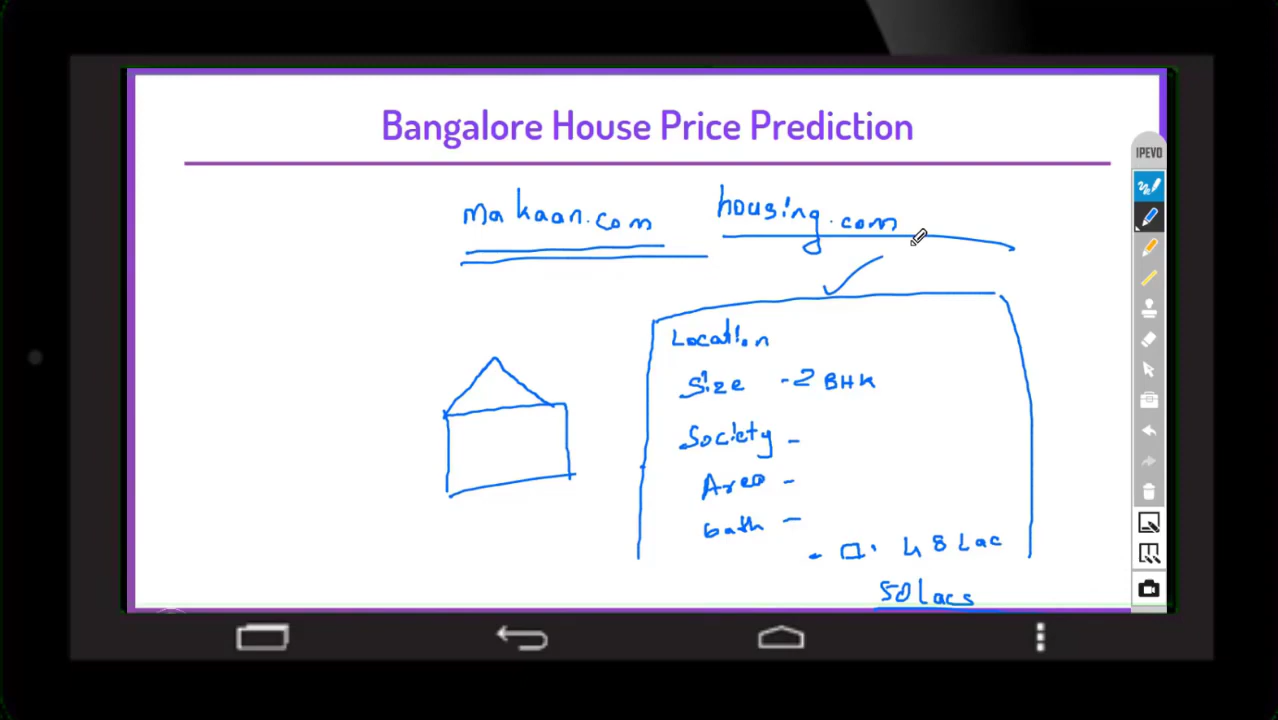 Bangalore House Price Prediction
IPEVO
makaan.com housing.com
Location
Size - 2 BHK
Society -
Area -
bath -
48 Lac
50 Lacs